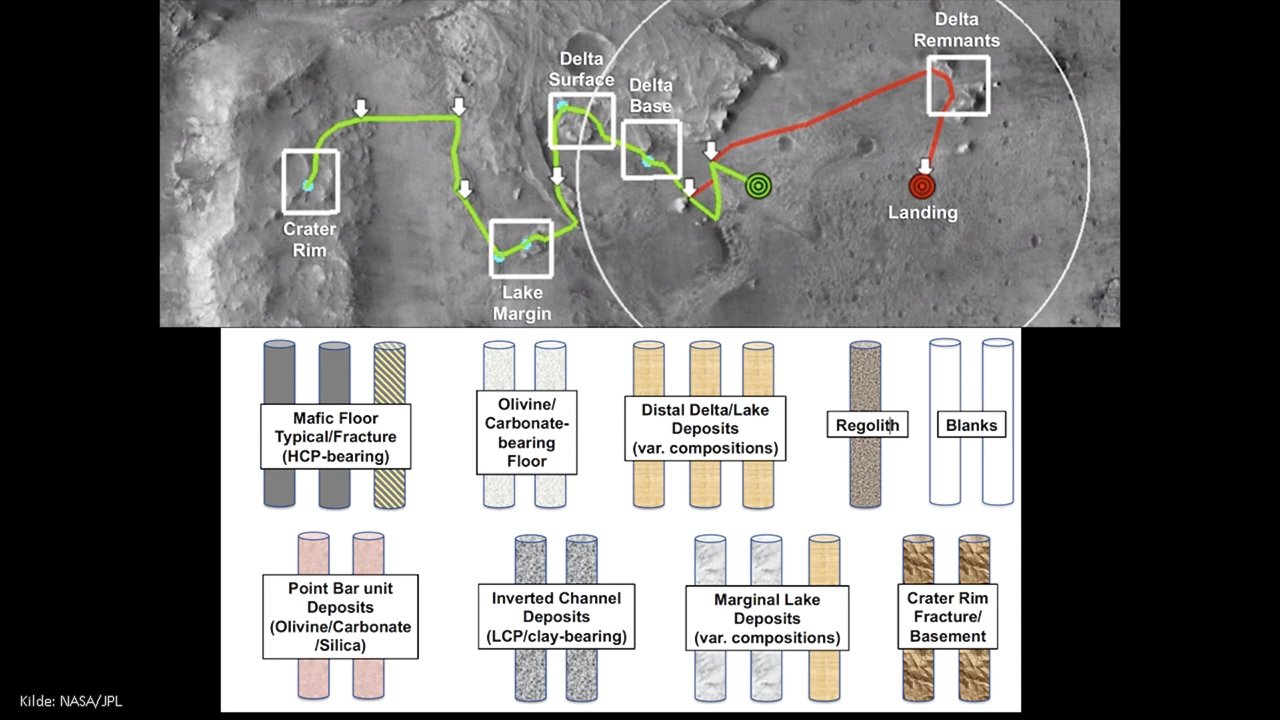 Delta
Remnants
Delta
Surface
Delta
Base
Landing
Crater
Rim
Lake
Margin
Mafic Floor
Typical/Fracture
(HCP-bearing)
Olivine/
Carbonate-
bearing
Floor
Distal Delta/Lake
Deposits
(var. compositions)
Regolith
Blanks
Point Bar unit
Deposits
(Olivine/Carbonate
/Silica)
Inverted Channel
Deposits
(LCP/clay-bearing)
Marginal Lake
Deposits
(var. compositions)
Crater Rim
Fracture/
Basement
Kilde: NASA/JPL